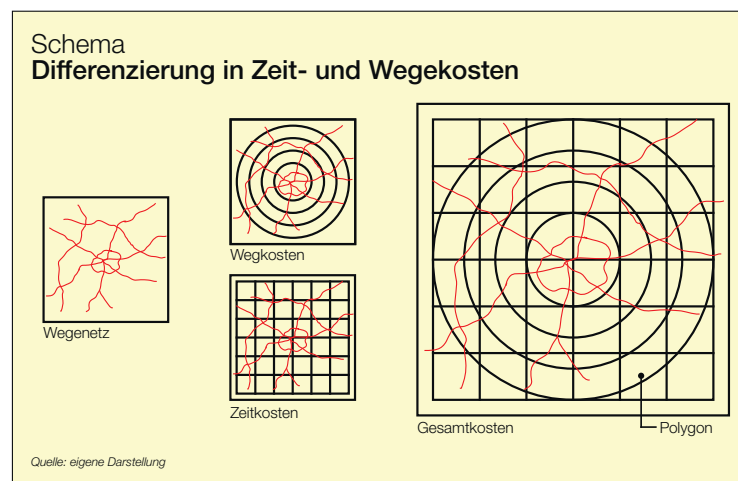 Schema
Differenzierung in Zeit- und Wegekosten
Wegenetz
Wegkosten
Zeitkosten
Gesamtkosten
Polygon
Quelle: eigene Darstellung